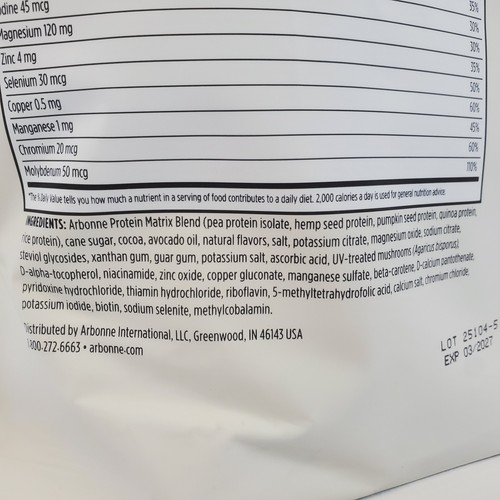 dine 45 mcg 35%
Magnesium 120 mg 30%
Zinc 4 mg 30%
Selenium 30 mcg 35%
Copper 0.5 mg 50%
Manganese 1 mg 60%
Chromium 20 mcg 45%
Molybdenum 50 mcg 60%
110%
*The % Daily Value tells you how much a nutrient in a serving of food contributes to a daily diet. 2,000 calories a day is used for general nutrition advice.
INGREDIENTS: Arbonne Protein Matrix Blend (pea protein isolate, hemp seed protein, pumpkin seed protein, quinoa protein,
rice protein), cane sugar, cocoa, avocado oil, natural flavors, salt, potassium citrate, magnesium oxide, sodium citrate,
steviol glycosides, xanthan gum, guar gum, potassium salt, ascorbic acid, UV-treated mushrooms (Agaricus bisporus),
D-alpha-tocopherol, niacinamide, zinc oxide, copper gluconate, manganese sulfate, beta-carotene, D-calcium pantothenate,
pyridoxine hydrochloride, thiamin hydrochloride, riboflavin, 5-methyltetrahydrofolic acid, calcium salt, chromium chloride,
potassium iodide, biotin, sodium selenite, methylcobalamin.
Distributed by Arbonne International, LLC, Greenwood, IN 46143 USA
1-800-272-6663 • arbonne.com
LOT 25104-5
EXP 03/2027